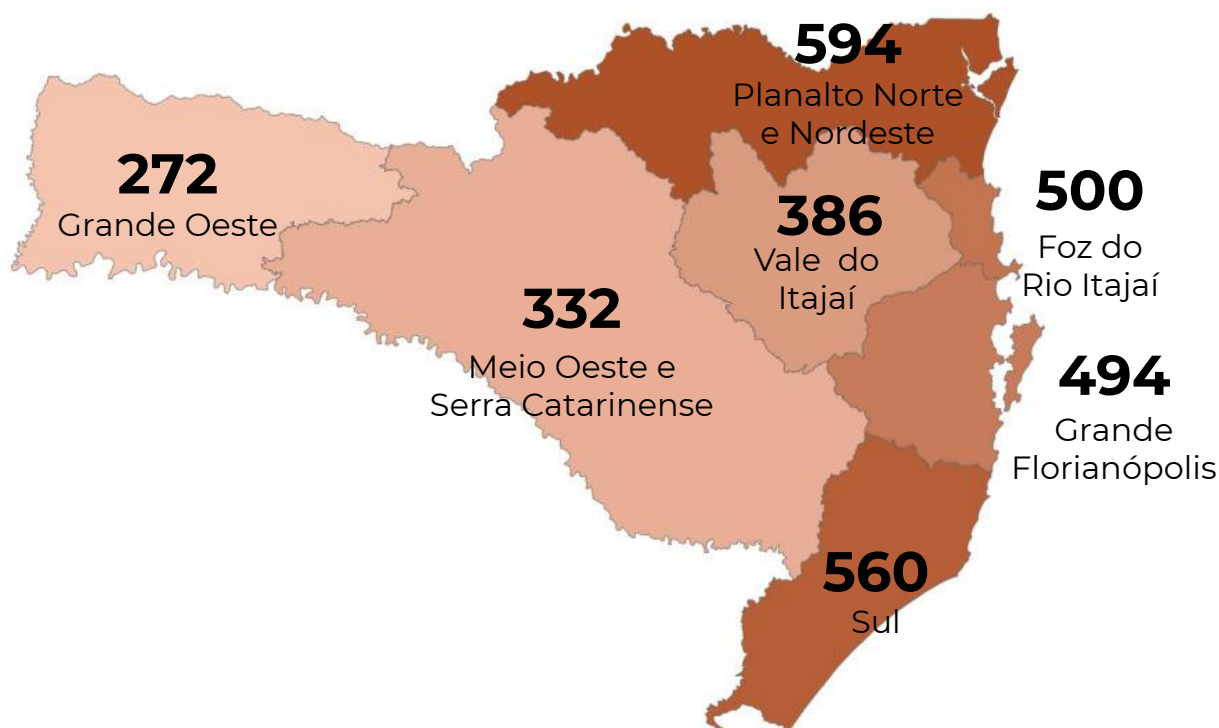 594
Planalto Norte
e Nordeste
272
Grande Oeste
386
Vale do
Itajaí
500
Foz do
Rio Itajaí
332
Meio Oeste e
Serra Catarinense
494
Grande
Florianópolis
560
Sul